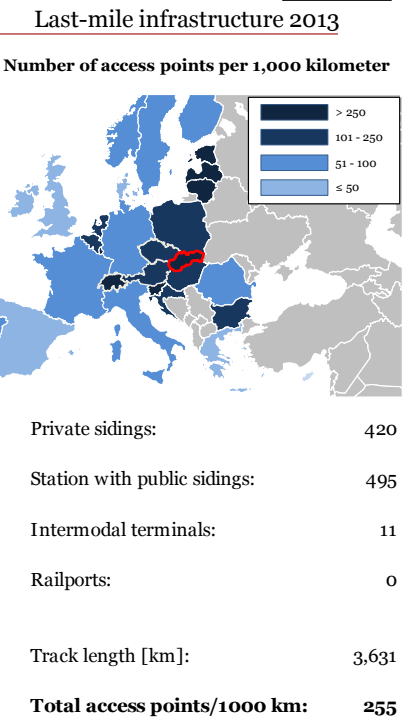 Last-mile infrastructure 2013
Number of access points per 1,000 kilometer
> 250
101 - 250
51 - 100
≤ 50
Private sidings: 420
Station with public sidings: 495
Intermodal terminals: 11
Railports: 0
Track length [km]: 3,631
Total access points/1000 km: 255